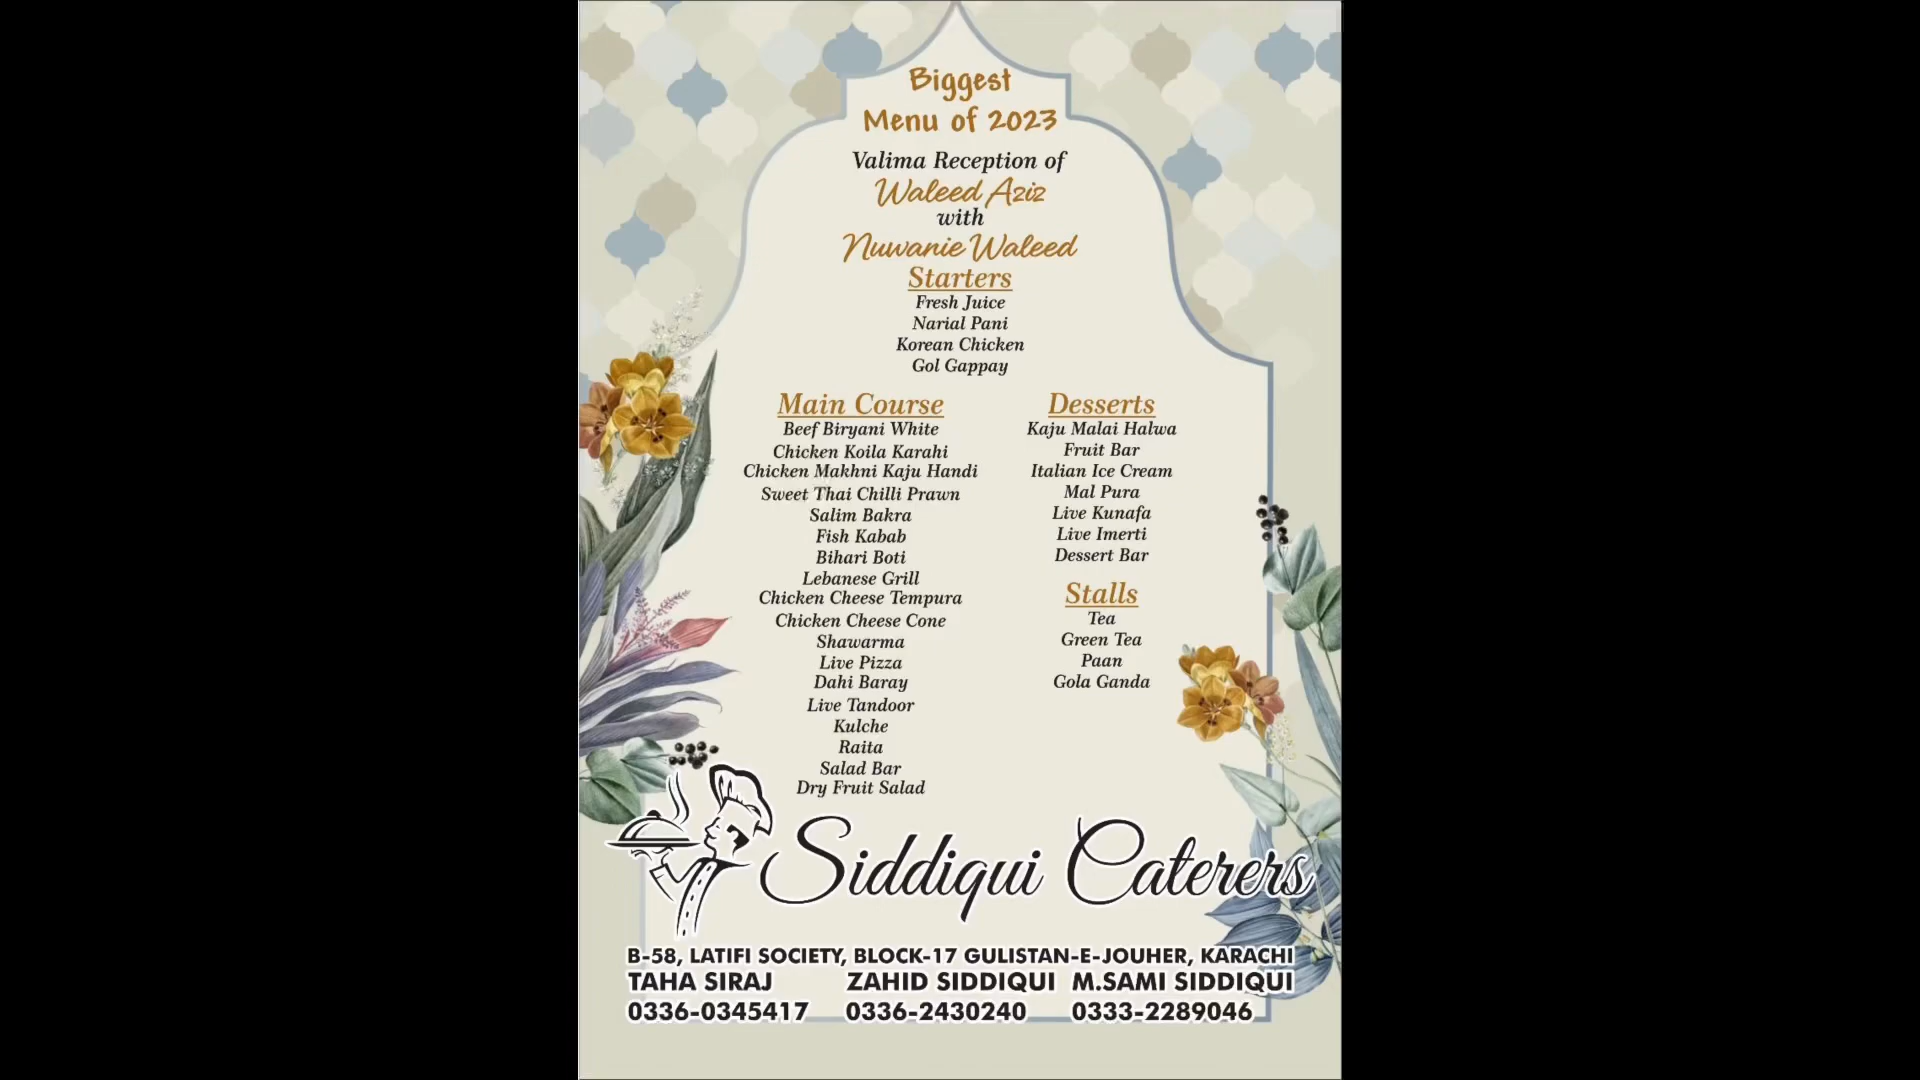 Biggest
Menu of 2023
Valima Reception of
Waleed Aziz
with
Nuwanie Waleed
Starters
Fresh Juice
Narial Pani
Korean Chicken
Gol Gappay
Main Course
Beef Biryani White
Chicken Koila Karahi
Chicken Makhni Kaju Handi
Sweet Thai Chilli Prawn
Salim Bakra
Fish Kabab
Bihari Boti
Lebanese Grill
Chicken Cheese Tempura
Chicken Cheese Cone
Shawarma
Live Pizza
Dahi Baray
Live Tandoor
Kulche
Raita
Salad Bar
Dry Fruit Salad
Desserts
Kaju Malai Halwa
Fruit Bar
Italian Ice Cream
Mal Pura
Live Kunafa
Live Imerti
Dessert Bar
Stalls
Tea
Green Tea
Paan
Gola Ganda
Siddiqui Caterers
B-58, LATIFI SOCIETY, BLOCK-17 GULISTAN-E-JOUHER, KARACHI
TAHA SIRAJ ZAHID SIDDIQUI M.SAMI SIDDIQUI
0336-0345417 0336-2430240 0333-2289046